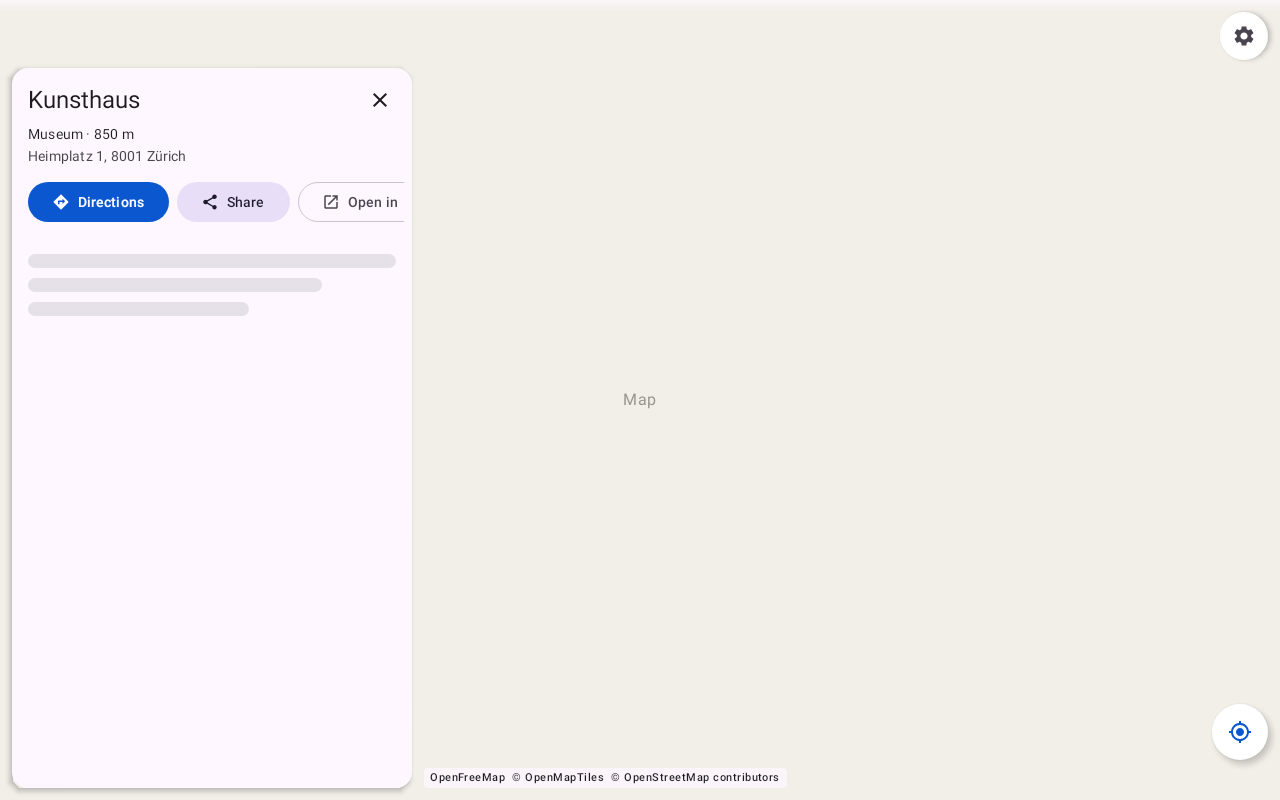 Kunsthaus
Museum · 850 m
Heimplatz 1, 8001 Zürich
Directions
Share
Open in
Map
OpenFreeMap © OpenMapTiles © OpenStreetMap contributors